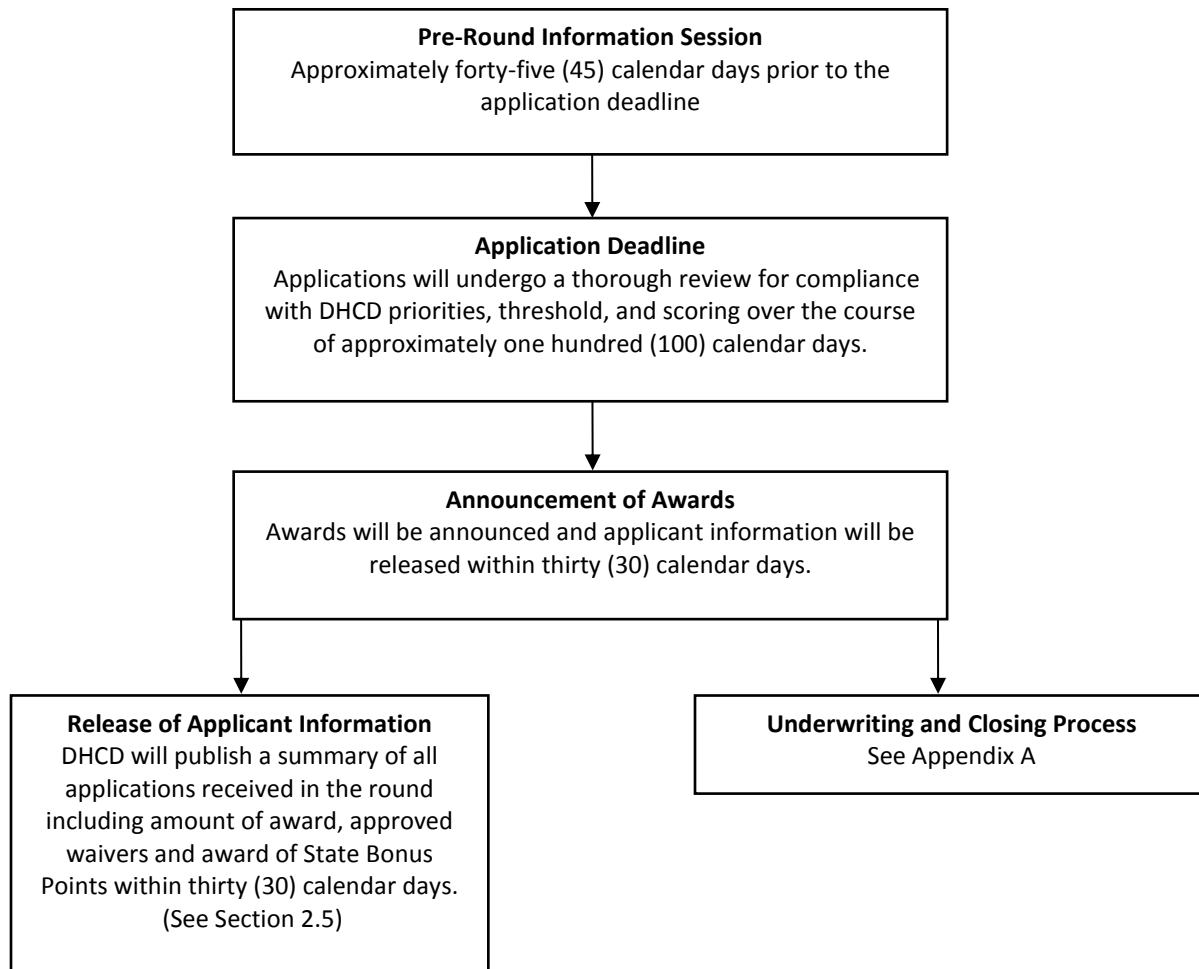 Pre-Round Information Session
Approximately forty-five (45) calendar days prior to the
application deadline
Application Deadline
Applications will undergo a thorough review for compliance
with DHCD priorities, threshold, and scoring over the course
of approximately one hundred (100) calendar days.
Announcement of Awards
Awards will be announced and applicant information will be
released within thirty (30) calendar days.
Release of Applicant Information
DHCD will publish a summary of all
applications received in the round
including amount of award, approved
waivers and award of State Bonus
Points within thirty (30) calendar days.
(See Section 2.5)
Underwriting and Closing Process
See Appendix A